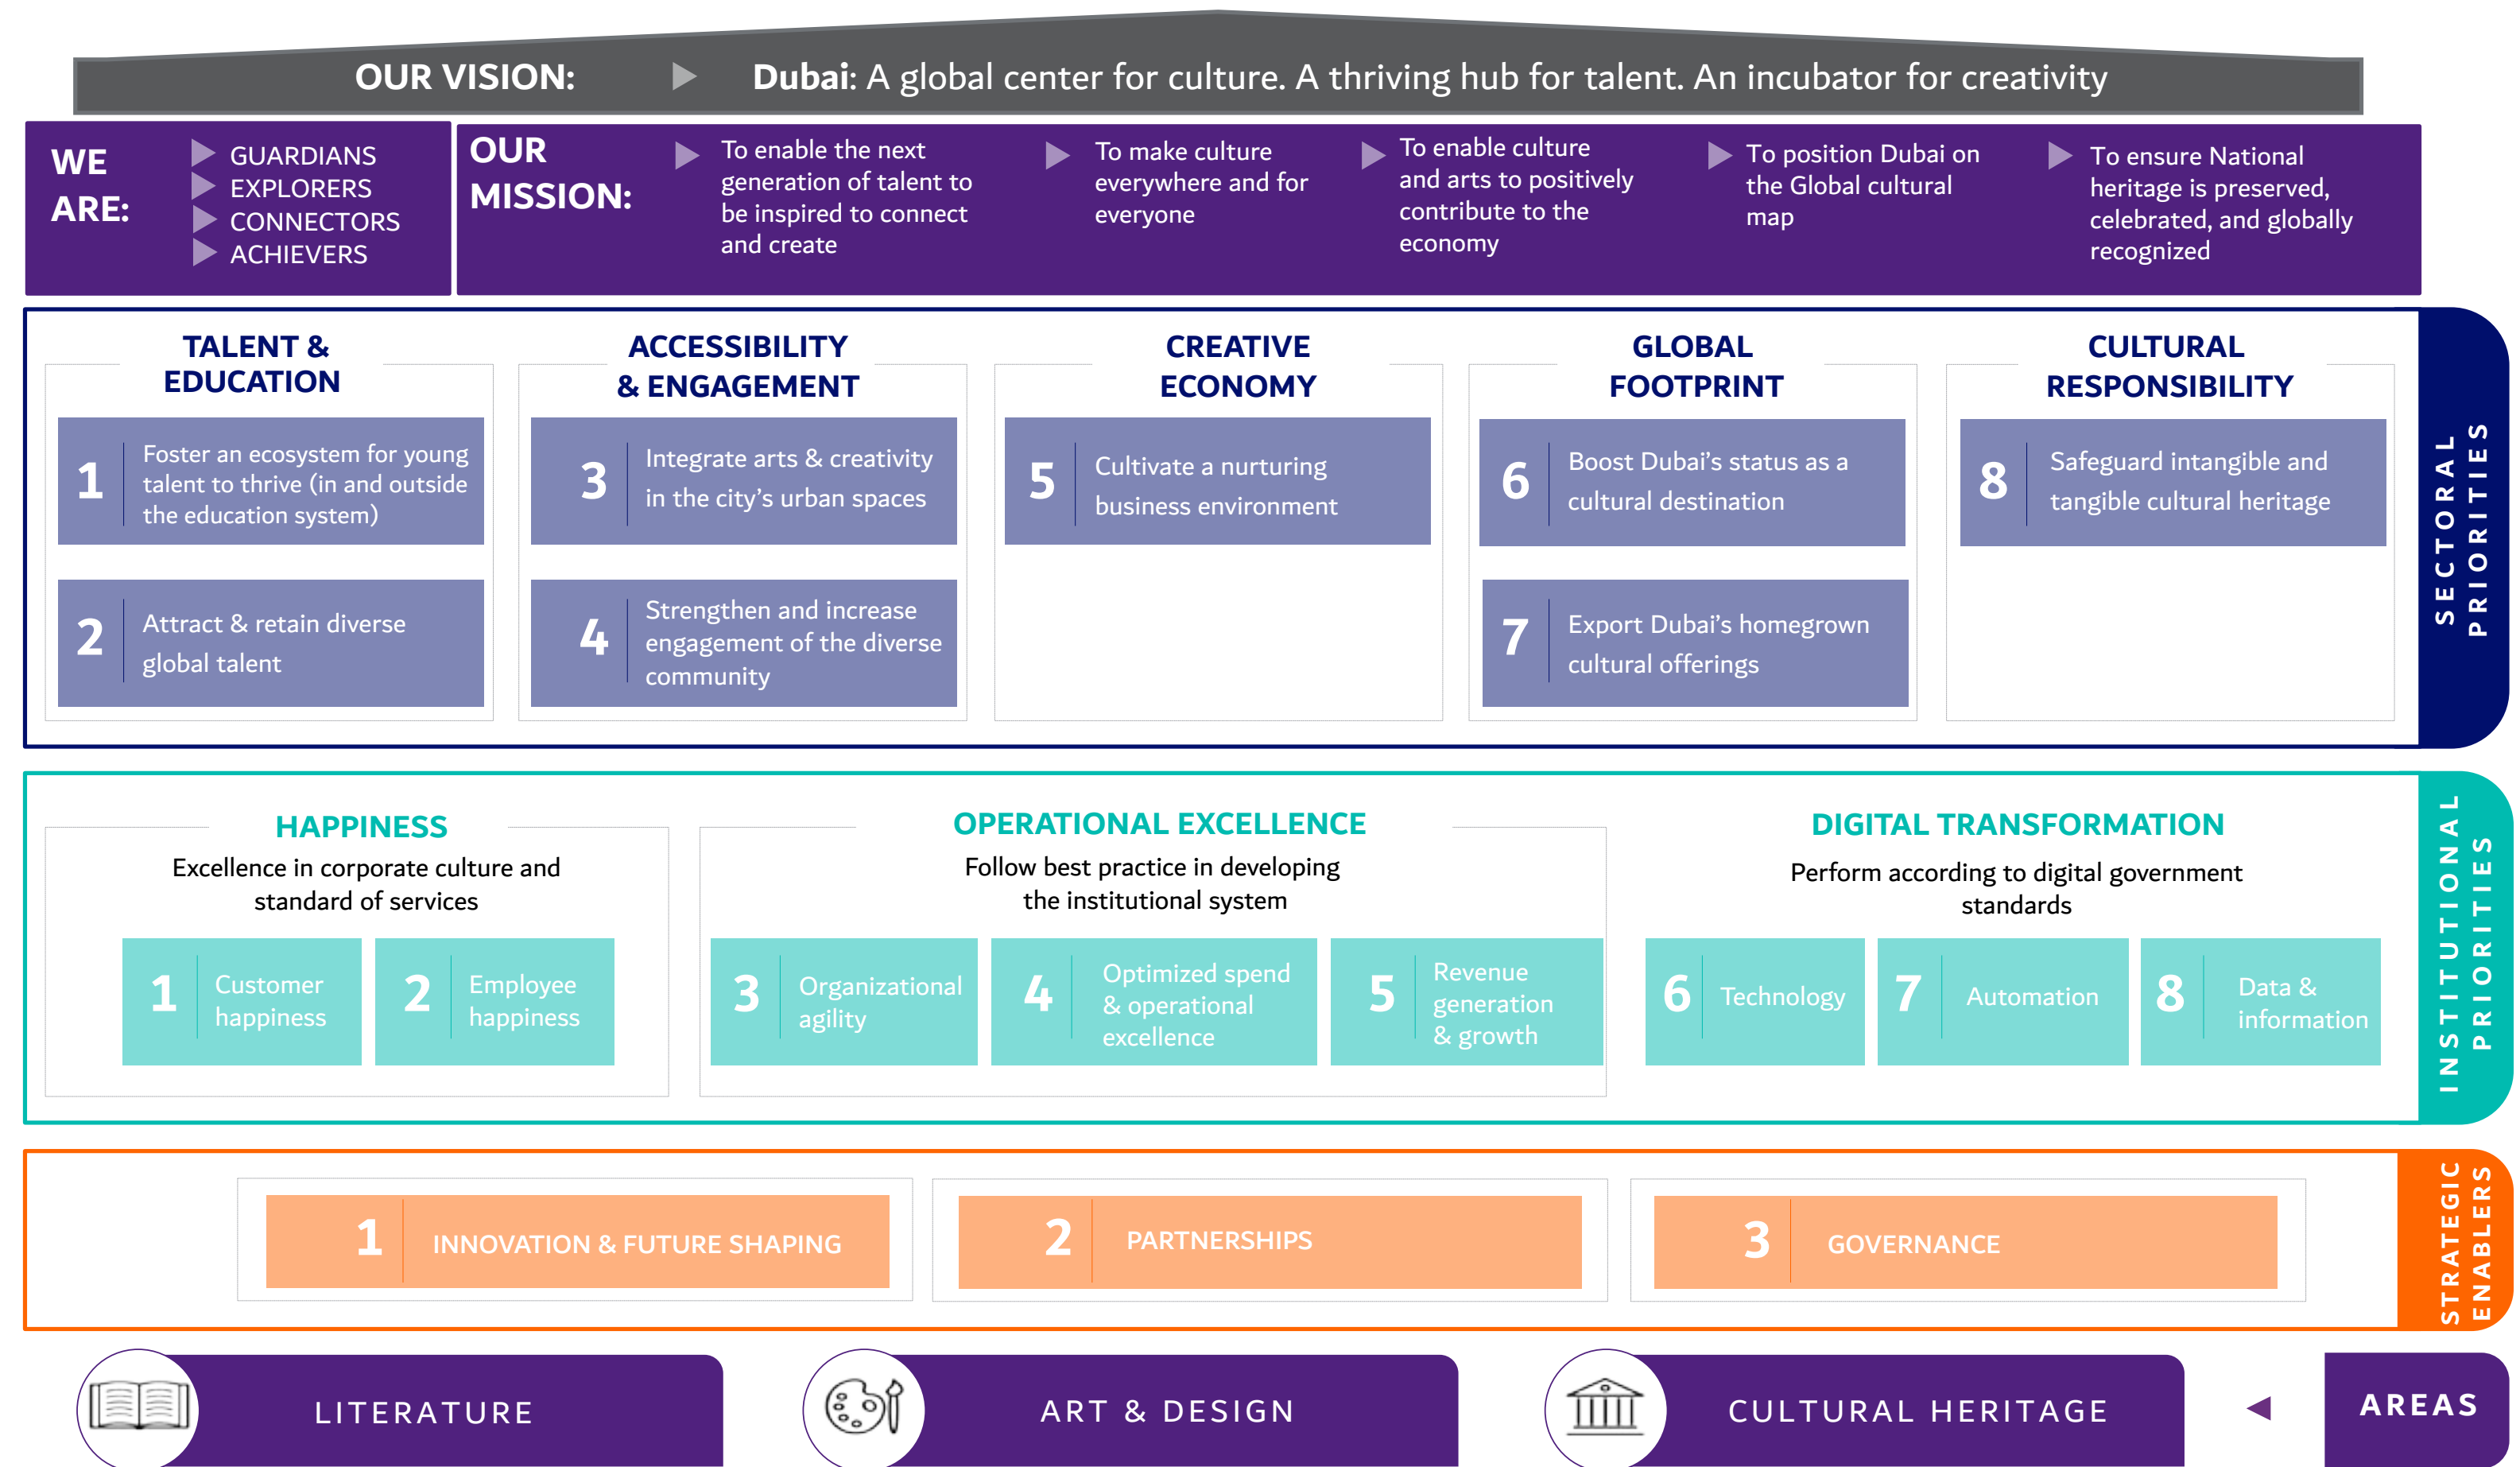 OUR VISION: Dubai: A global center for culture. A thriving hub for talent. An incubator for creativity
WE
ARE:
GUARDIANS
EXPLORERS
CONNECTORS
ACHIEVERS
OUR
MISSION:
To enable the next
generation of talent to
be inspired to connect
and create
To make culture
everywhere and for
everyone
To enable culture
and arts to positively
contribute to the
economy
To position Dubai on
the Global cultural
map
To ensure National
heritage is preserved,
celebrated, and globally
recognized
SECTORAL
PRIORITIES
TALENT &
EDUCATION
1
Foster an ecosystem for young
talent to thrive (in and outside
the education system)
2
Attract & retain diverse
global talent
ACCESSIBILITY
& ENGAGEMENT
3
Integrate arts & creativity
in the city's urban spaces
4
Strengthen and increase
engagement of the diverse
community
CREATIVE
ECONOMY
5
Cultivate a nurturing
business environment
GLOBAL
FOOTPRINT
6
Boost Dubai's status as a
cultural destination
7
Export Dubai's homegrown
cultural offerings
CULTURAL
RESPONSIBILITY
8
Safeguard intangible and
tangible cultural heritage
INSTITUTIONAL
PRIORITIES
HAPPINESS
Excellence in corporate culture and
standard of services
1
Customer
happiness
2
Employee
happiness
OPERATIONAL EXCELLENCE
Follow best practice in developing
the institutional system
3
Organizational
agility
4
Optimized spend
& operational
excellence
5
Revenue
generation
& growth
DIGITAL TRANSFORMATION
Perform according to digital government
standards
6
Technology
7
Automation
8
Data &
information
STRATEGIC
ENABLERS
1
INNOVATION & FUTURE SHAPING
2
PARTNERSHIPS
3
GOVERNANCE
LITERATURE
ART & DESIGN
CULTURAL HERITAGE
AREAS